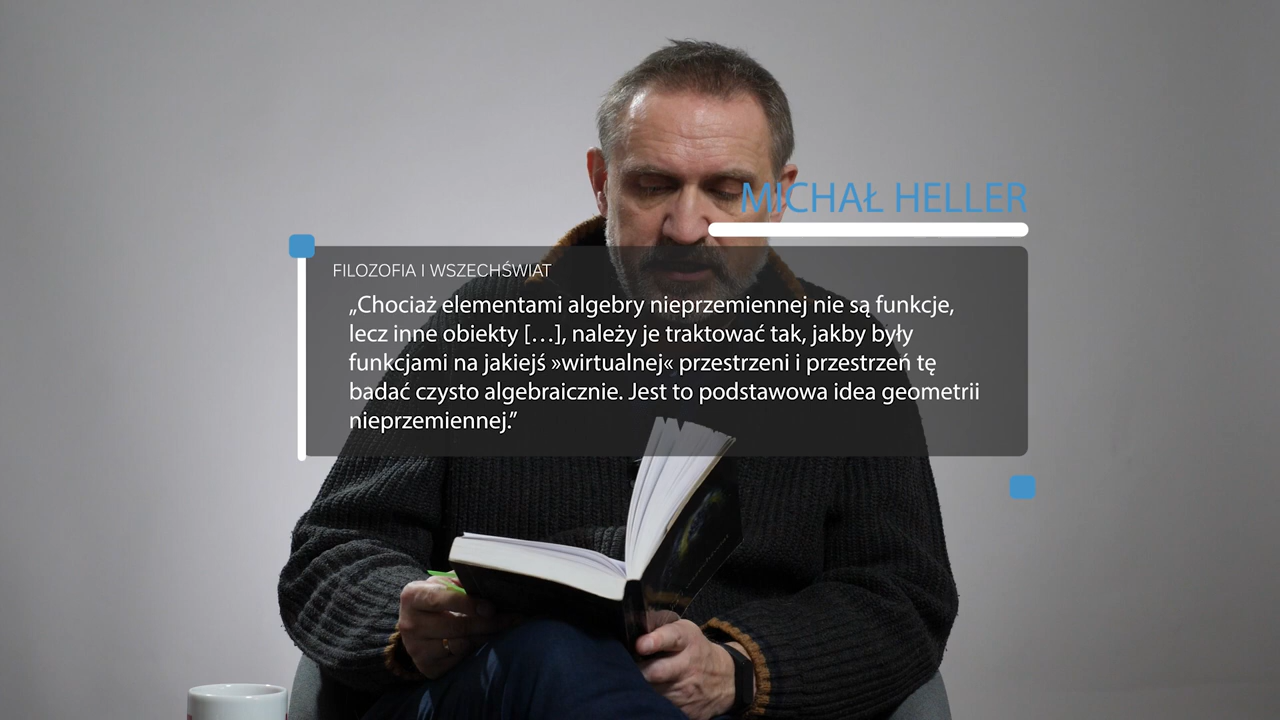 MICHAŁ HELLER
FILOZOFIA I WSZECHŚWIAT
„Chociaż elementami algebry nieprzemiennej nie są funkcje,
lecz inne obiekty […], należy je traktować tak, jakby były
funkcjami na jakiejś »wirtualnej« przestrzeni i przestrzeń tę
badać czysto algebraicznie. Jest to podstawowa idea geometrii
nieprzemiennej.”